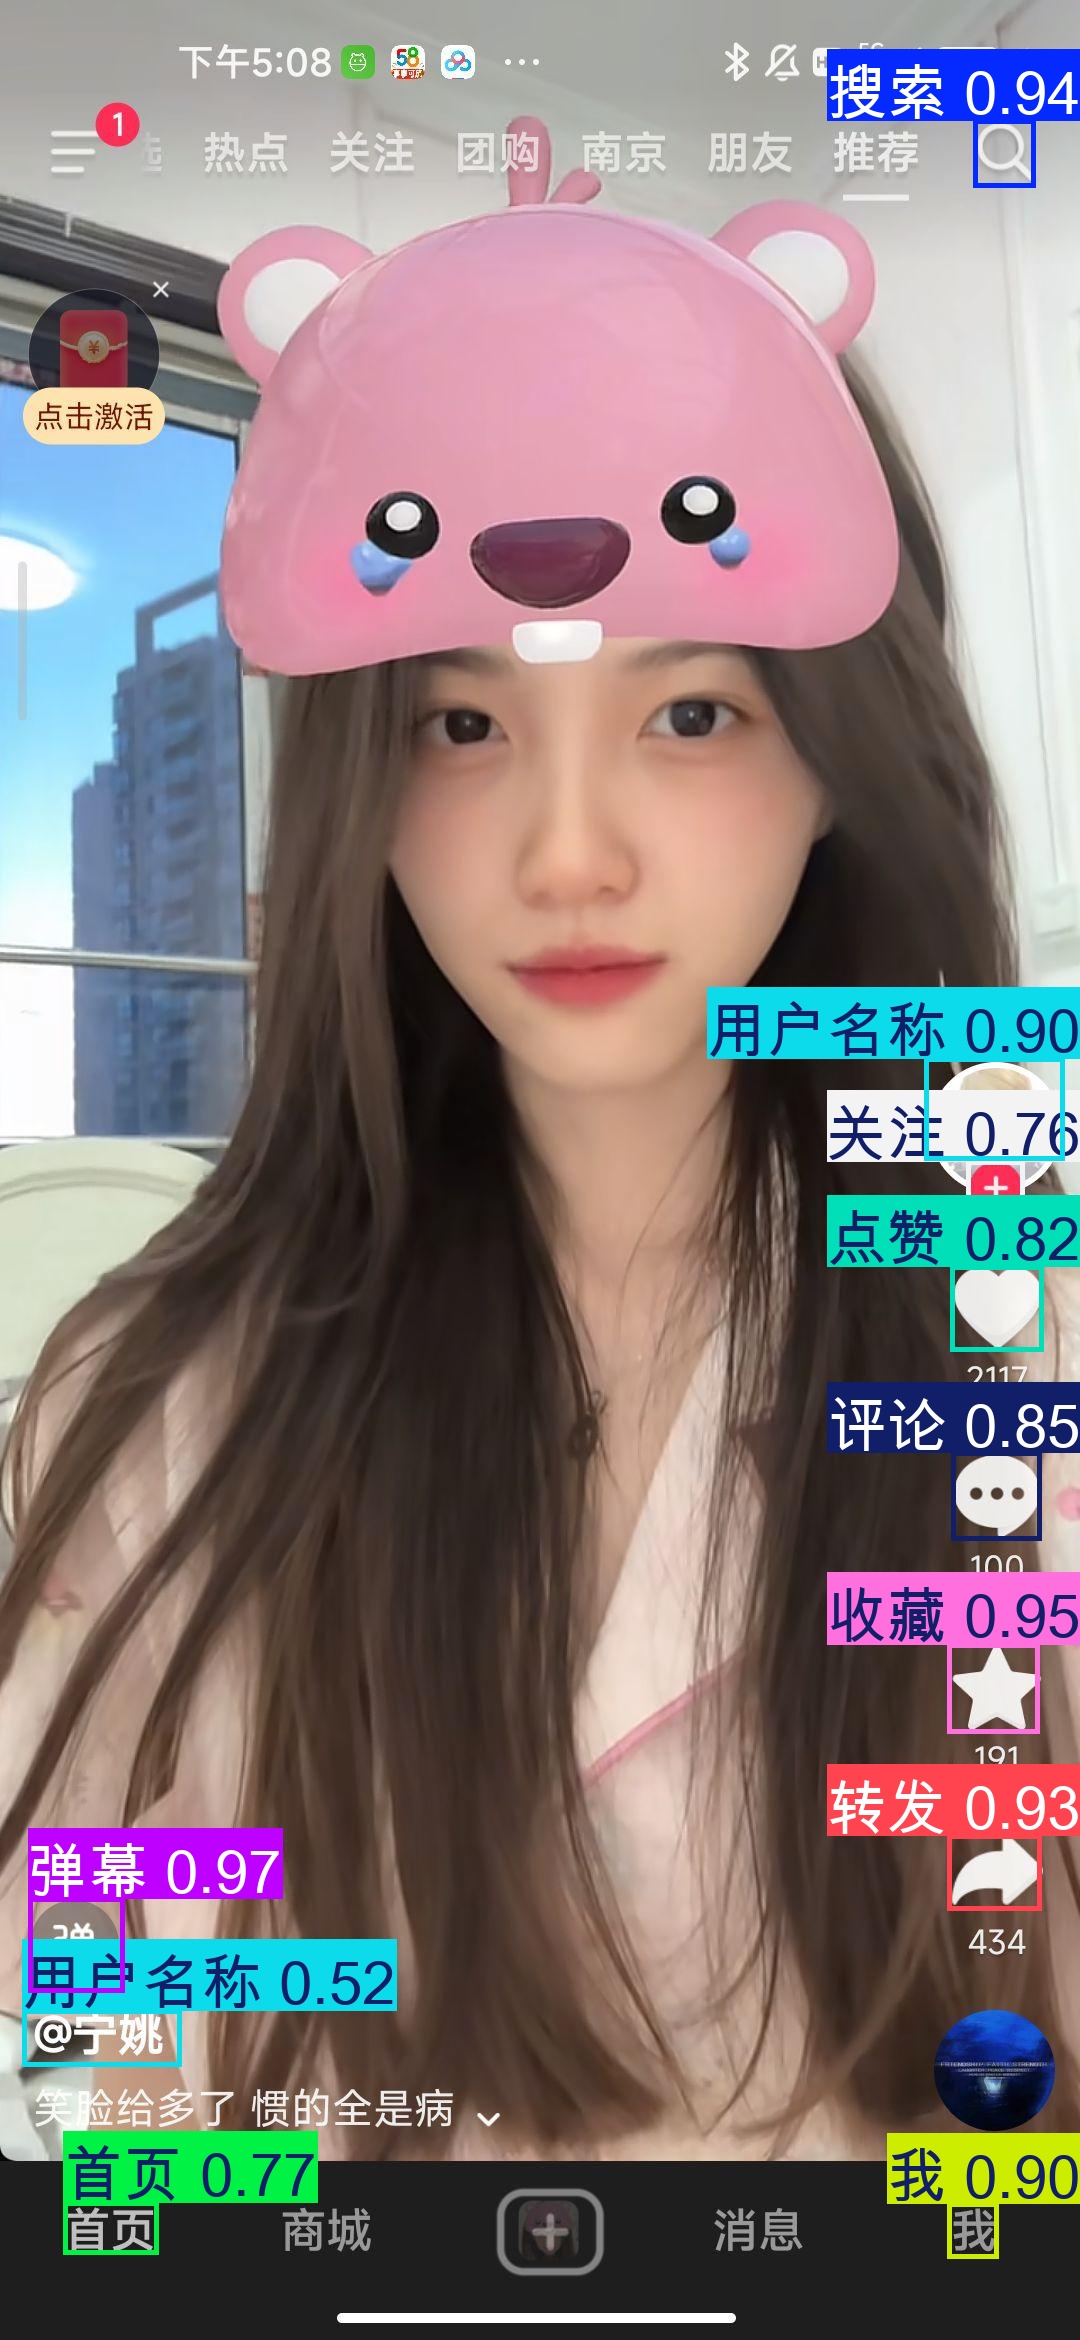 下午5:08
58
搜索 0.94
1
热点 关注 团购 南京 朋友 推荐
点击激活
用户名称 0.90
关注 0.76
点赞 0.82
2117
评论 0.85
100
收藏 0.95
191
转发 0.93
434
弹幕 0.97
弹
用户名称 0.52
@宁姚
笑脸给多了 惯的全是病
首页 0.77
我 0.90
首页 商城 消息 我